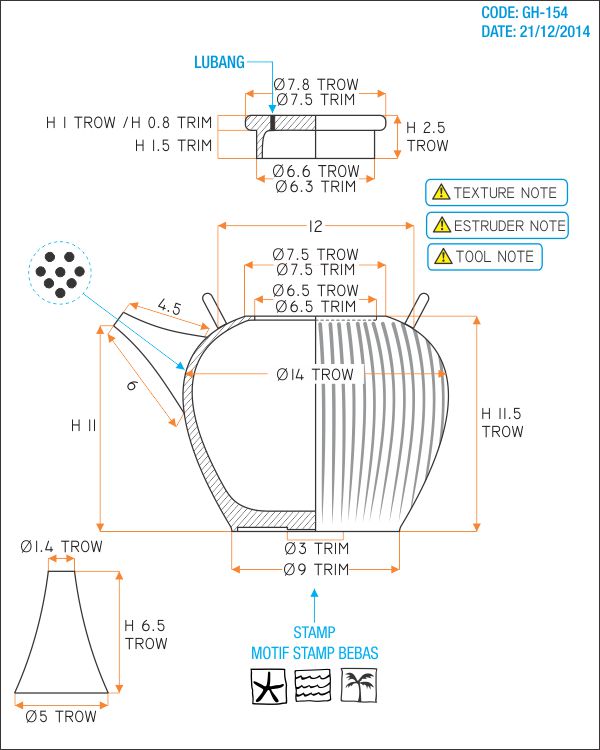 CODE: GH-154
DATE: 21/12/2014
LUBANG
Ø7.8 TROW
Ø7.5 TRIM
H 1 TROW /H 0.8 TRIM
H 1.5 TRIM
H 2.5
TROW
Ø6.6 TROW
Ø6.3 TRIM
TEXTURE NOTE
ESTRUDER NOTE
TOOL NOTE
12
Ø7.5 TROW
Ø7.5 TRIM
Ø6.5 TROW
Ø6.5 TRIM
4.5
6
Ø14 TROW
H 11
H 11.5
TROW
Ø3 TRIM
Ø9 TRIM
Ø1.4 TROW
H 6.5
TROW
Ø5 TROW
STAMP
MOTIF STAMP BEBAS